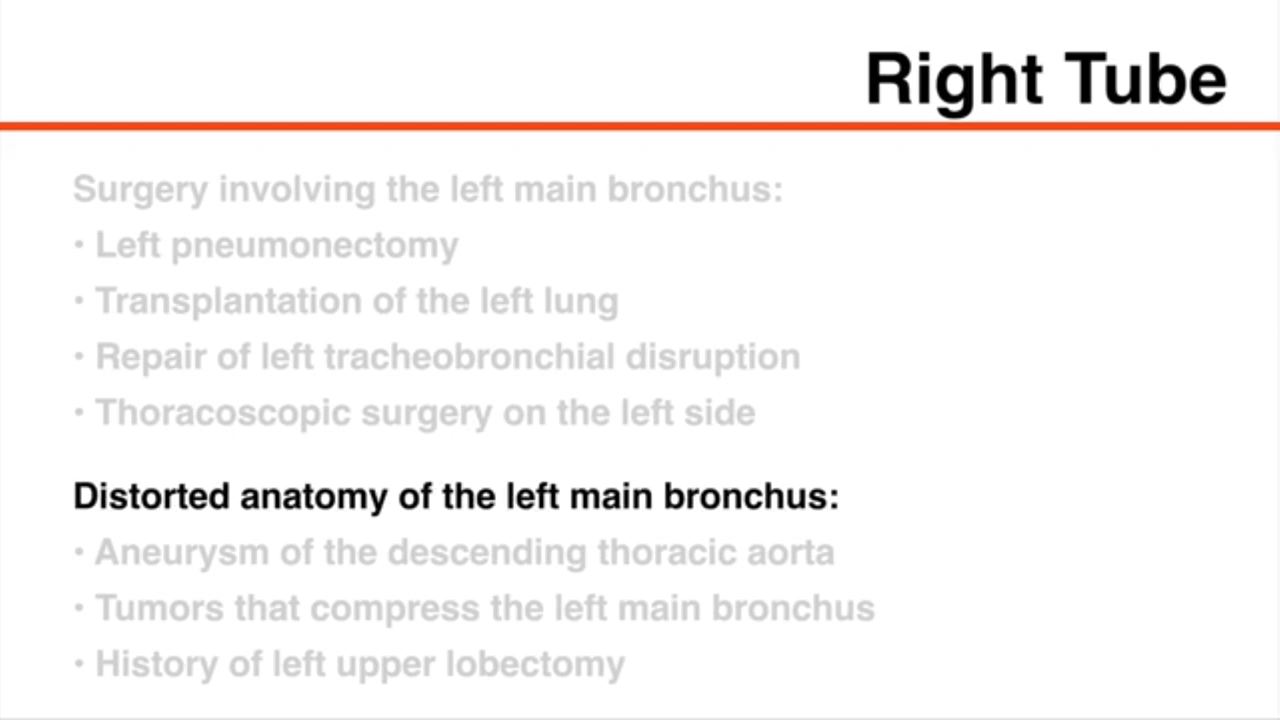 Right Tube
Surgery involving the left main bronchus:
• Left pneumonectomy
• Transplantation of the left lung
• Repair of left tracheobronchial disruption
• Thoracoscopic surgery on the left side
Distorted anatomy of the left main bronchus:
• Aneurysm of the descending thoracic aorta
• Tumors that compress the left main bronchus
• History of left upper lobectomy